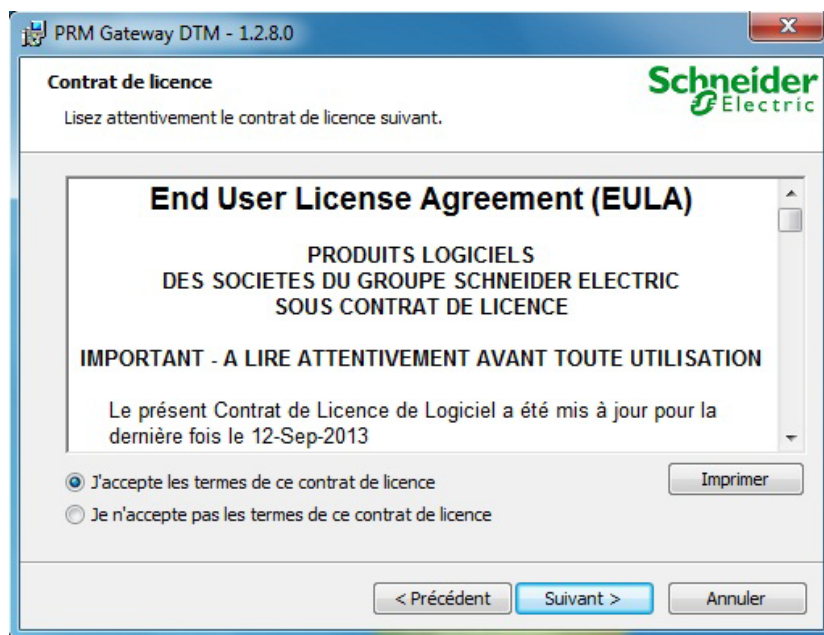 PRM Gateway DTM - 1.2.8.0
Contrat de licence
Lisez attentivement le contrat de licence suivant.
Schneider
Electric
End User License Agreement (EULA)
PRODUITS LOGICIELS
DES SOCIETES DU GROUPE SCHNEIDER ELECTRIC
SOUS CONTRAT DE LICENCE
IMPORTANT - A LIRE ATTENTIVEMENT AVANT TOUTE UTILISATION
Le présent Contrat de Licence de Logiciel a été mis à jour pour la
dernière fois le 12-Sep-2013
J'accepte les termes de ce contrat de licence
Imprimer
Je n'accepte pas les termes de ce contrat de licence
< Précédent
Suivant >
Annuler